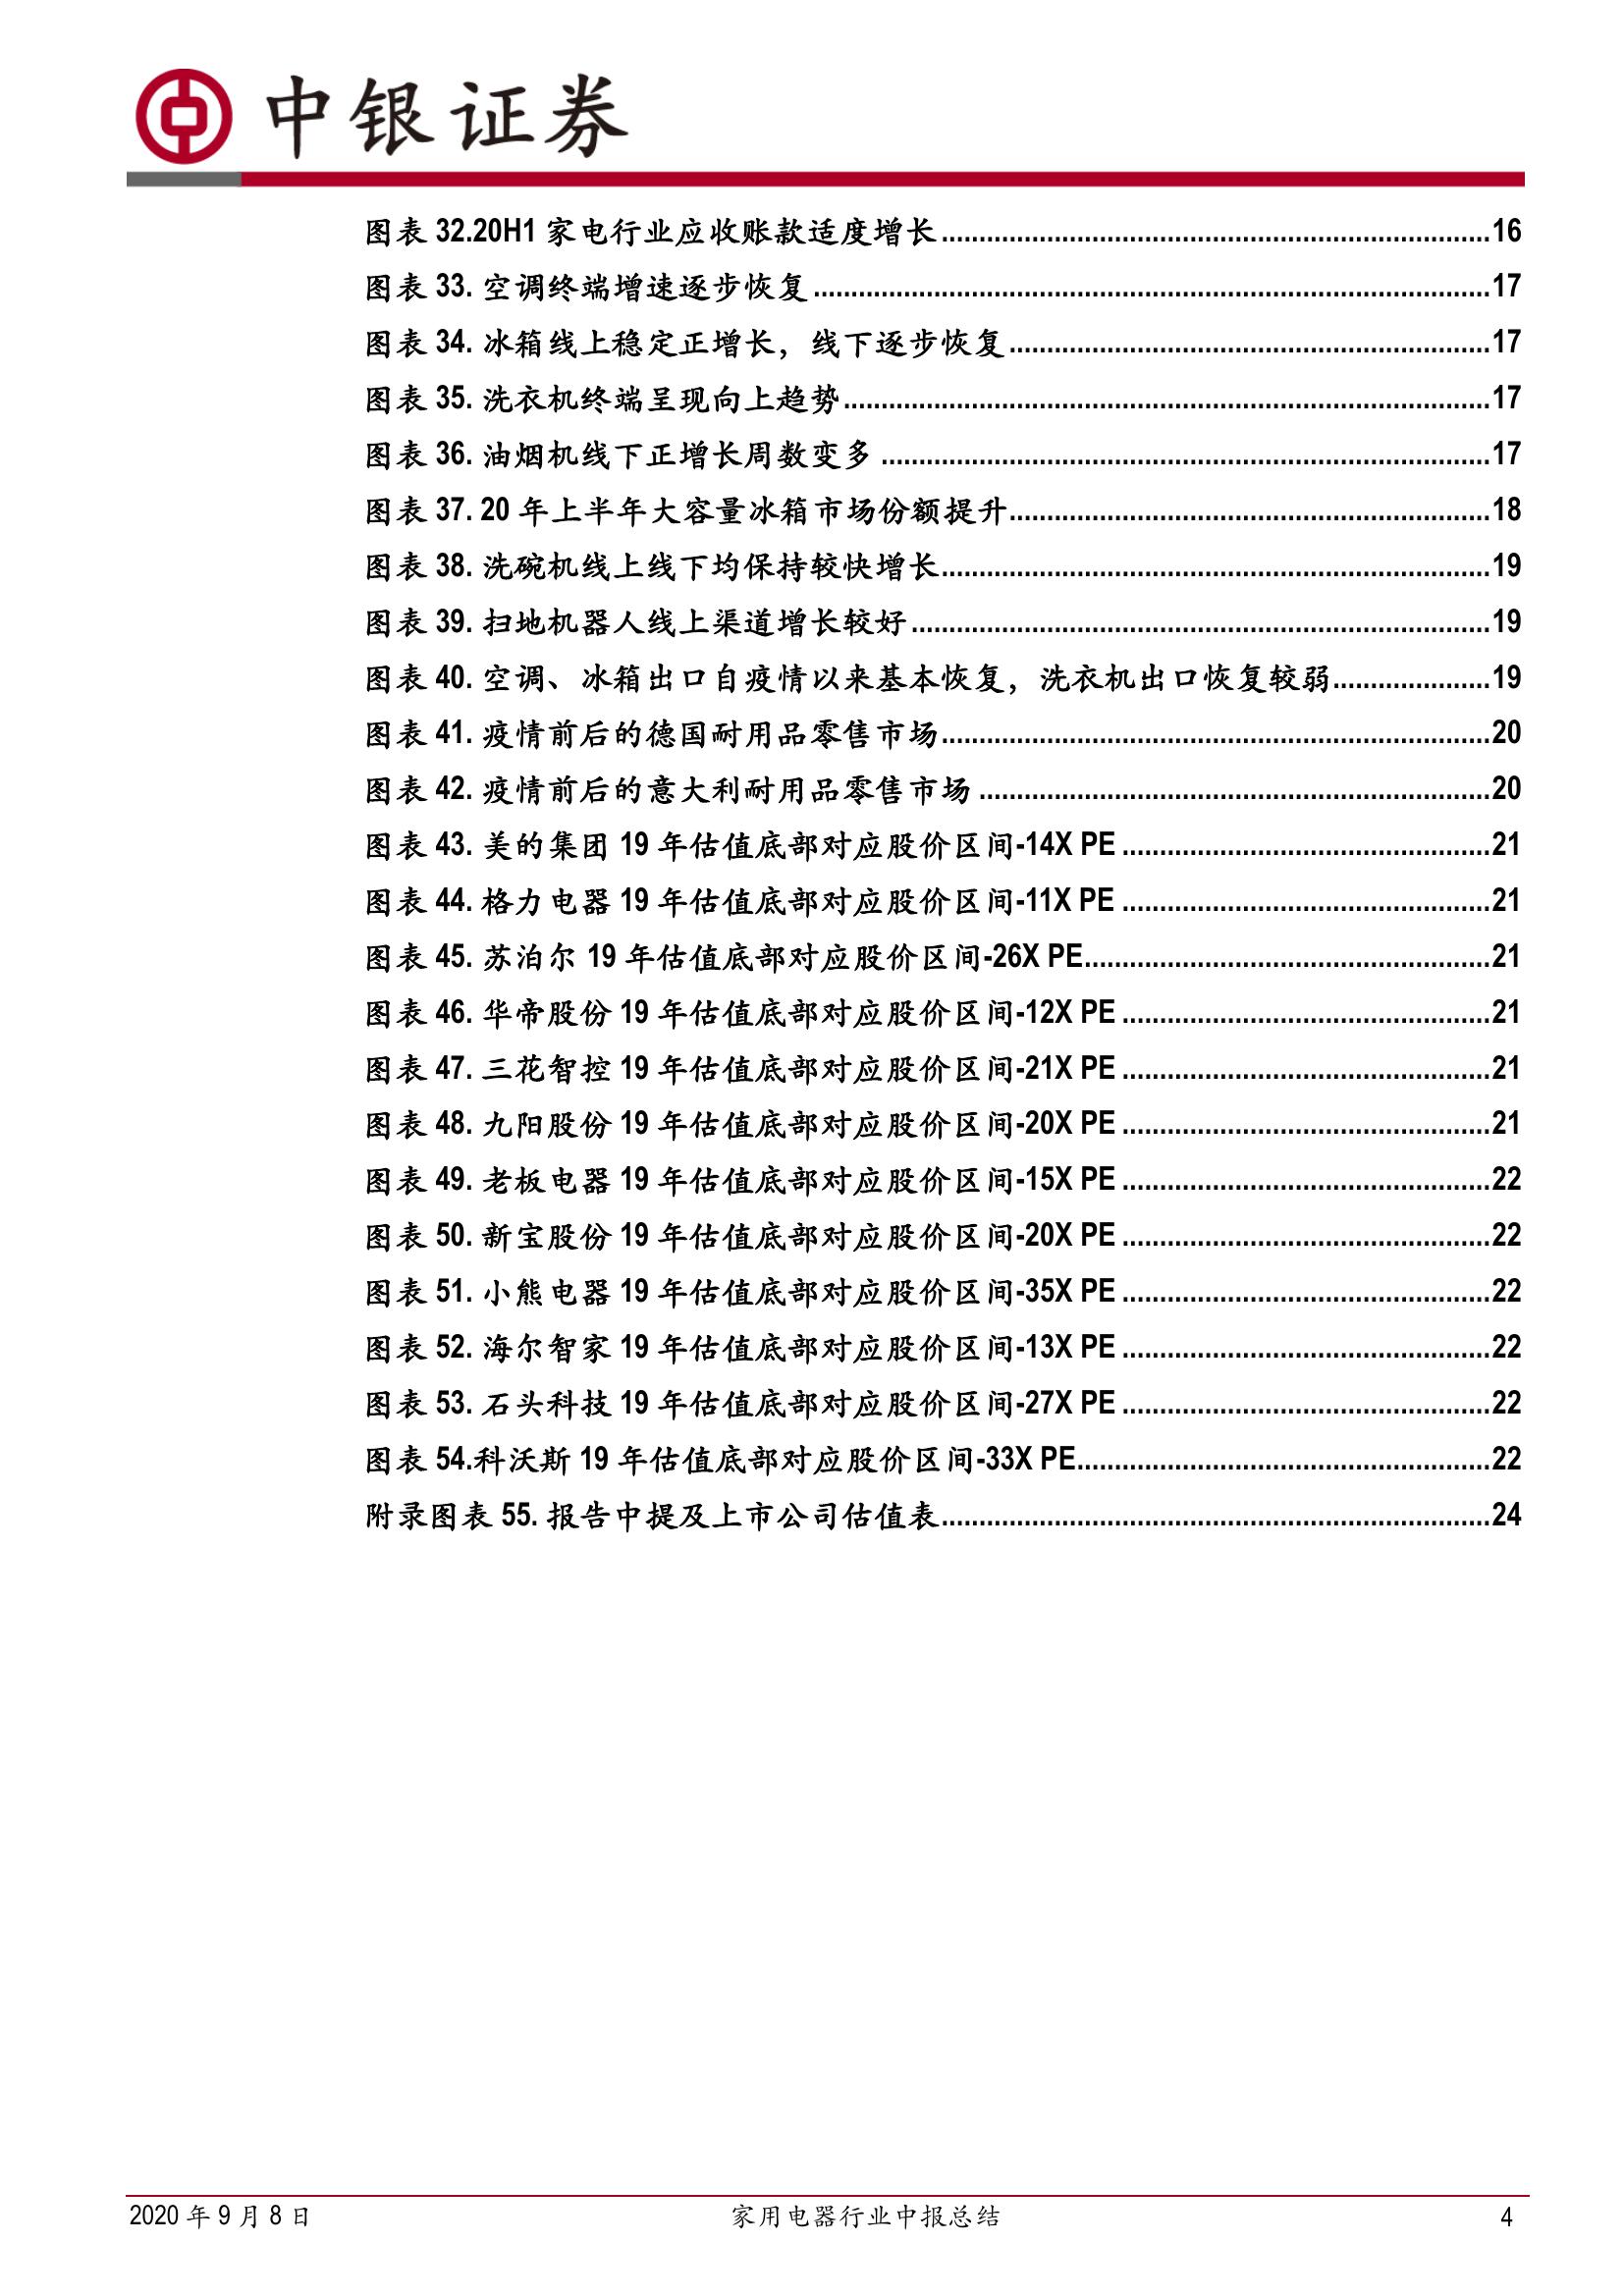 中银证券
图表 32.20H1 家电行业应收账款适度增长....................16
图表 33. 空调终端增速逐步恢复....................17
图表 34. 冰箱线上稳定正增长，线下逐步恢复....................17
图表 35. 洗衣机终端呈现向上趋势....................17
图表 36. 油烟机线下正增长周数变多....................17
图表 37. 20 年上半年大容量冰箱市场份额提升....................18
图表 38. 洗碗机线上线下均保持较快增长....................19
图表 39. 扫地机器人线上渠道增长较好....................19
图表 40. 空调、冰箱出口自疫情以来基本恢复，洗衣机出口恢复较弱....................19
图表 41. 疫情前后的德国耐用品零售市场....................20
图表 42. 疫情前后的意大利耐用品零售市场....................20
图表 43. 美的集团 19 年估值底部对应股价区间-14X PE....................21
图表 44. 格力电器 19 年估值底部对应股价区间-11X PE....................21
图表 45. 苏泊尔 19 年估值底部对应股价区间-26X PE....................21
图表 46. 华帝股份 19 年估值底部对应股价区间-12X PE....................21
图表 47. 三花智控 19 年估值底部对应股价区间-21X PE....................21
图表 48. 九阳股份 19 年估值底部对应股价区间-20X PE....................21
图表 49. 老板电器 19 年估值底部对应股价区间-15X PE....................22
图表 50. 新宝股份 19 年估值底部对应股价区间-20X PE....................22
图表 51. 小熊电器 19 年估值底部对应股价区间-35X PE....................22
图表 52. 海尔智家 19 年估值底部对应股价区间-13X PE....................22
图表 53. 石头科技 19 年估值底部对应股价区间-27X PE....................22
图表 54.科沃斯 19 年估值底部对应股价区间-33X PE....................22
附录图表 55. 报告中提及上市公司估值表....................24
2020 年 9 月 8 日 家用电器行业中报总结 4